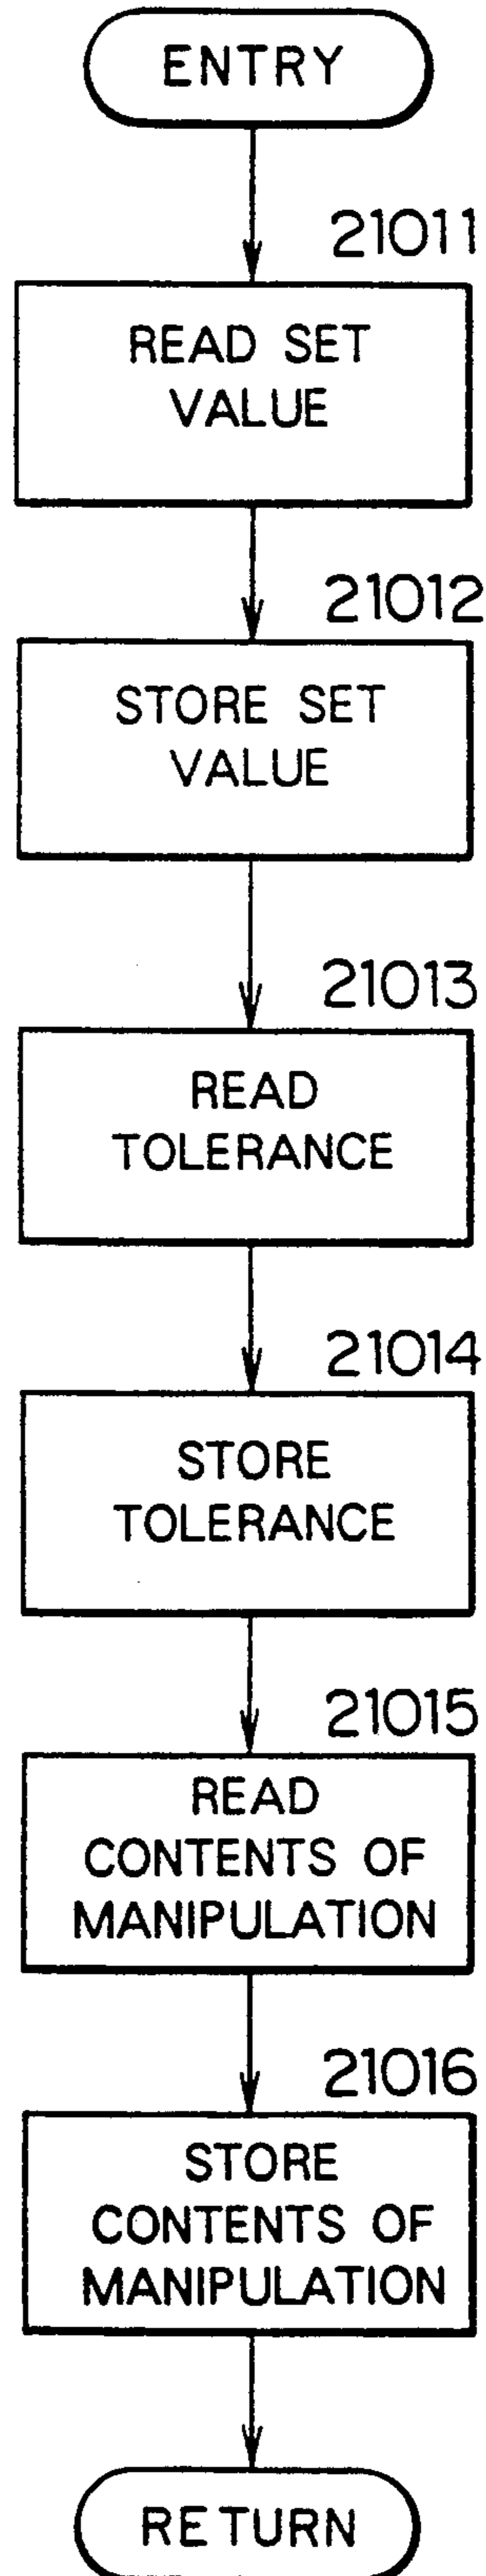 ENTRY
21011
READ SET
VALUE
21012
STORE SET
VALUE
21013
READ
TOLERANCE
21014
STORE
TOLERANCE
21015
READ
CONTENTS OF
MANIPULATION
21016
STORE
CONTENTS OF
MANIPULATION
RETURN